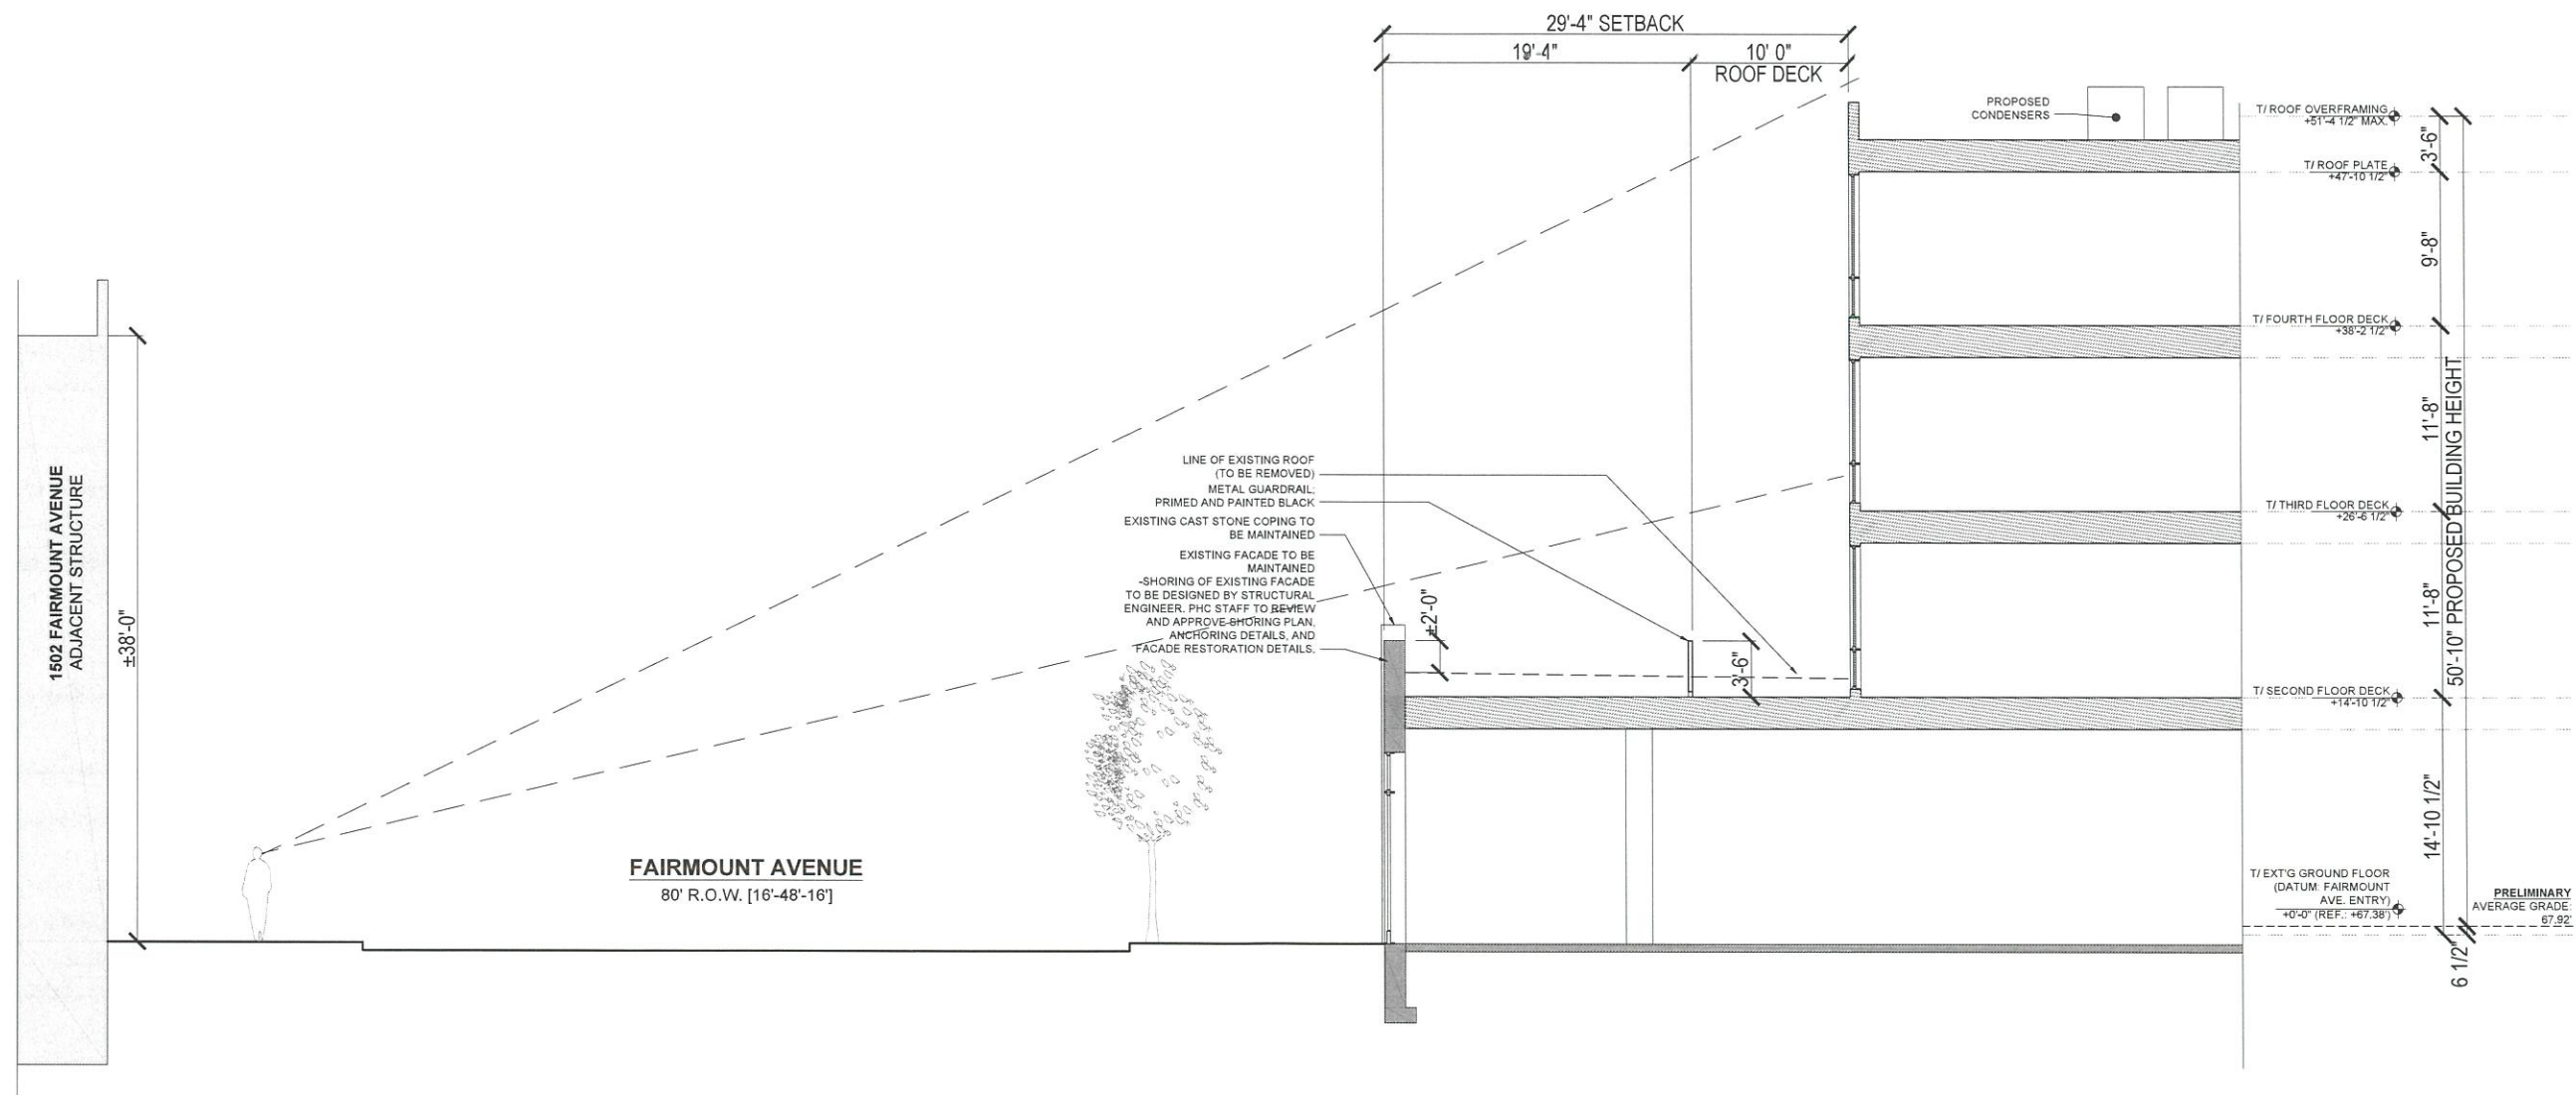 29'-4" SETBACK
19'-4"
10' 0"
ROOF DECK
PROPOSED
CONDENSERS
T/ ROOF OVERFRAMING
+51'-4 1/2" MAX.
3'-6"
T/ ROOF PLATE
+47'-10 1/2"
9'-8"
T/ FOURTH FLOOR DECK
+38'-2 1/2"
11'-8"
50'-10" PROPOSED BUILDING HEIGHT
T/ THIRD FLOOR DECK
+26'-6 1/2"
11'-8"
T/ SECOND FLOOR DECK
+14'-10 1/2"
14'-10 1/2"
T/ EXT'G GROUND FLOOR
(DATUM: FAIRMOUNT
AVE. ENTRY)
+0'-0" (REF.: +67.38')
PRELIMINARY
AVERAGE GRADE:
67.92'
6 1/2"
LINE OF EXISTING ROOF
(TO BE REMOVED)
METAL GUARDRAIL;
PRIMED AND PAINTED BLACK
EXISTING CAST STONE COPING TO
BE MAINTAINED
EXISTING FACADE TO BE
MAINTAINED
-SHORING OF EXISTING FACADE
TO BE DESIGNED BY STRUCTURAL
ENGINEER. PHC STAFF TO REVIEW
AND APPROVE SHORING PLAN,
ANCHORING DETAILS, AND
FACADE RESTORATION DETAILS.
±2'-0"
3'-6"
1502 FAIRMOUNT AVENUE
ADJACENT STRUCTURE
±38'-0"
FAIRMOUNT AVENUE
80' R.O.W. [16'-48'-16']